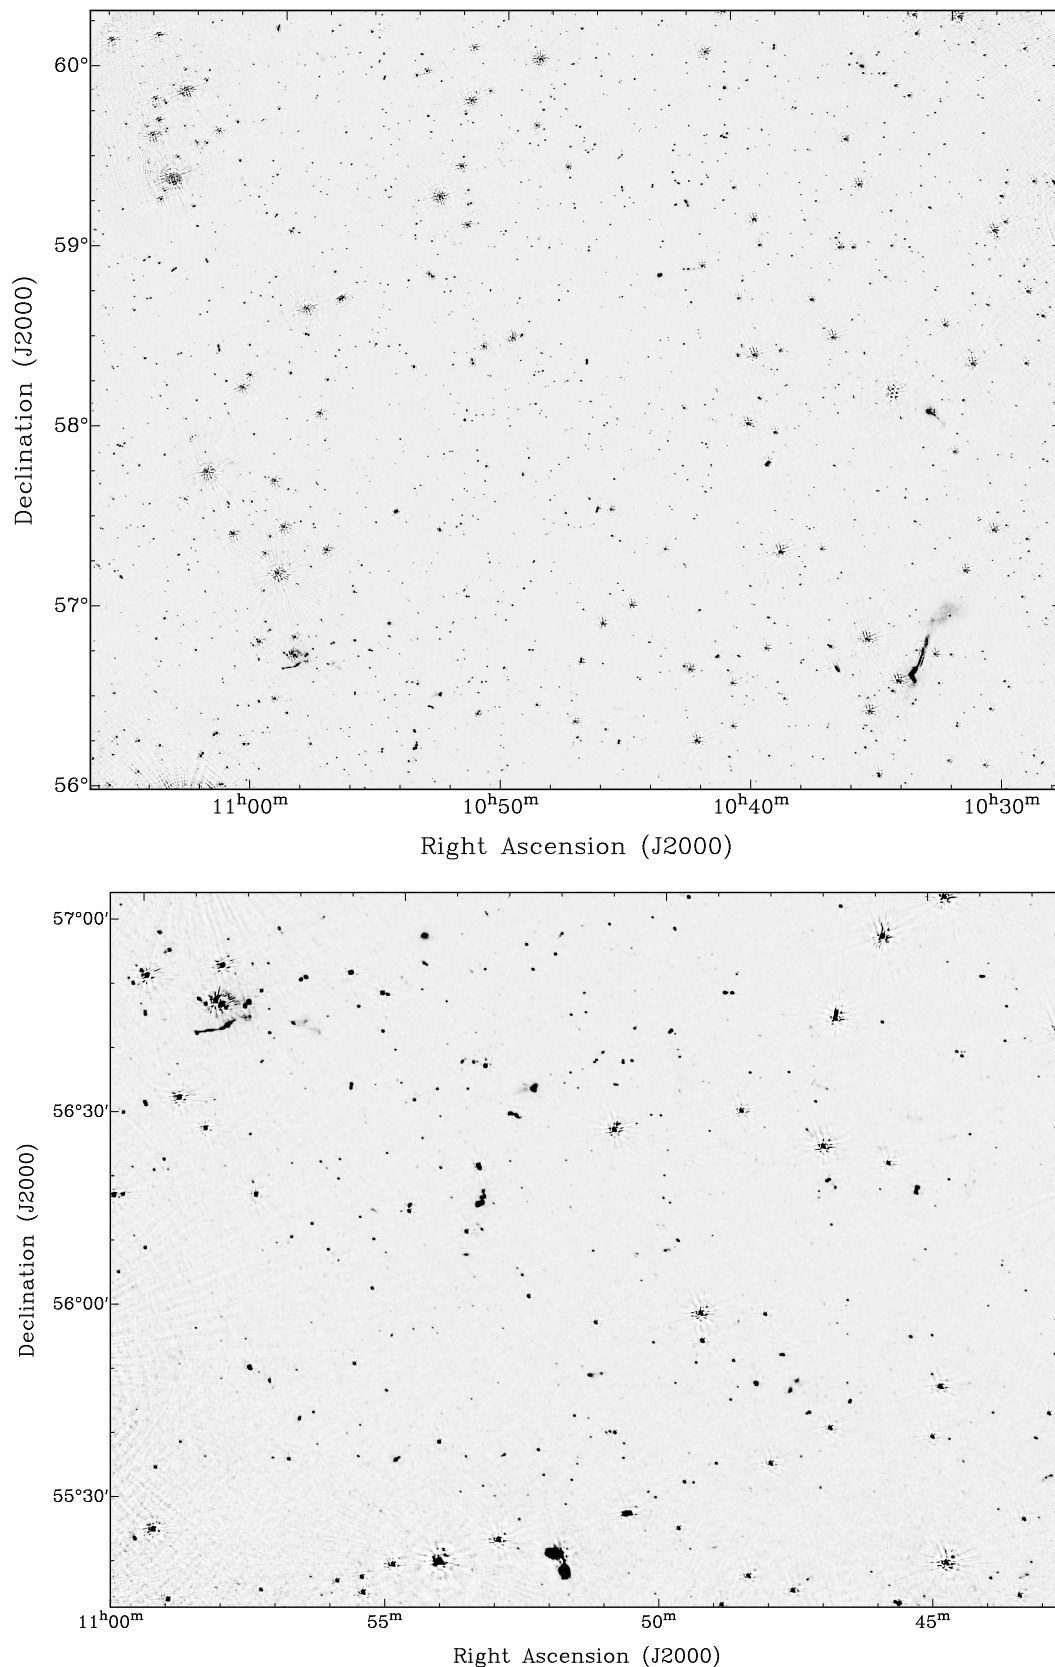 60°
59°
58°
57°
56°
Declination (J2000)
11ʰ00ᵐ 10ʰ50ᵐ 10ʰ40ᵐ 10ʰ30ᵐ
Right Ascension (J2000)
57°00′
56°30′
56°00′
55°30′
Declination (J2000)
11ʰ00ᵐ 55ᵐ 50ᵐ 45ᵐ
Right Ascension (J2000)